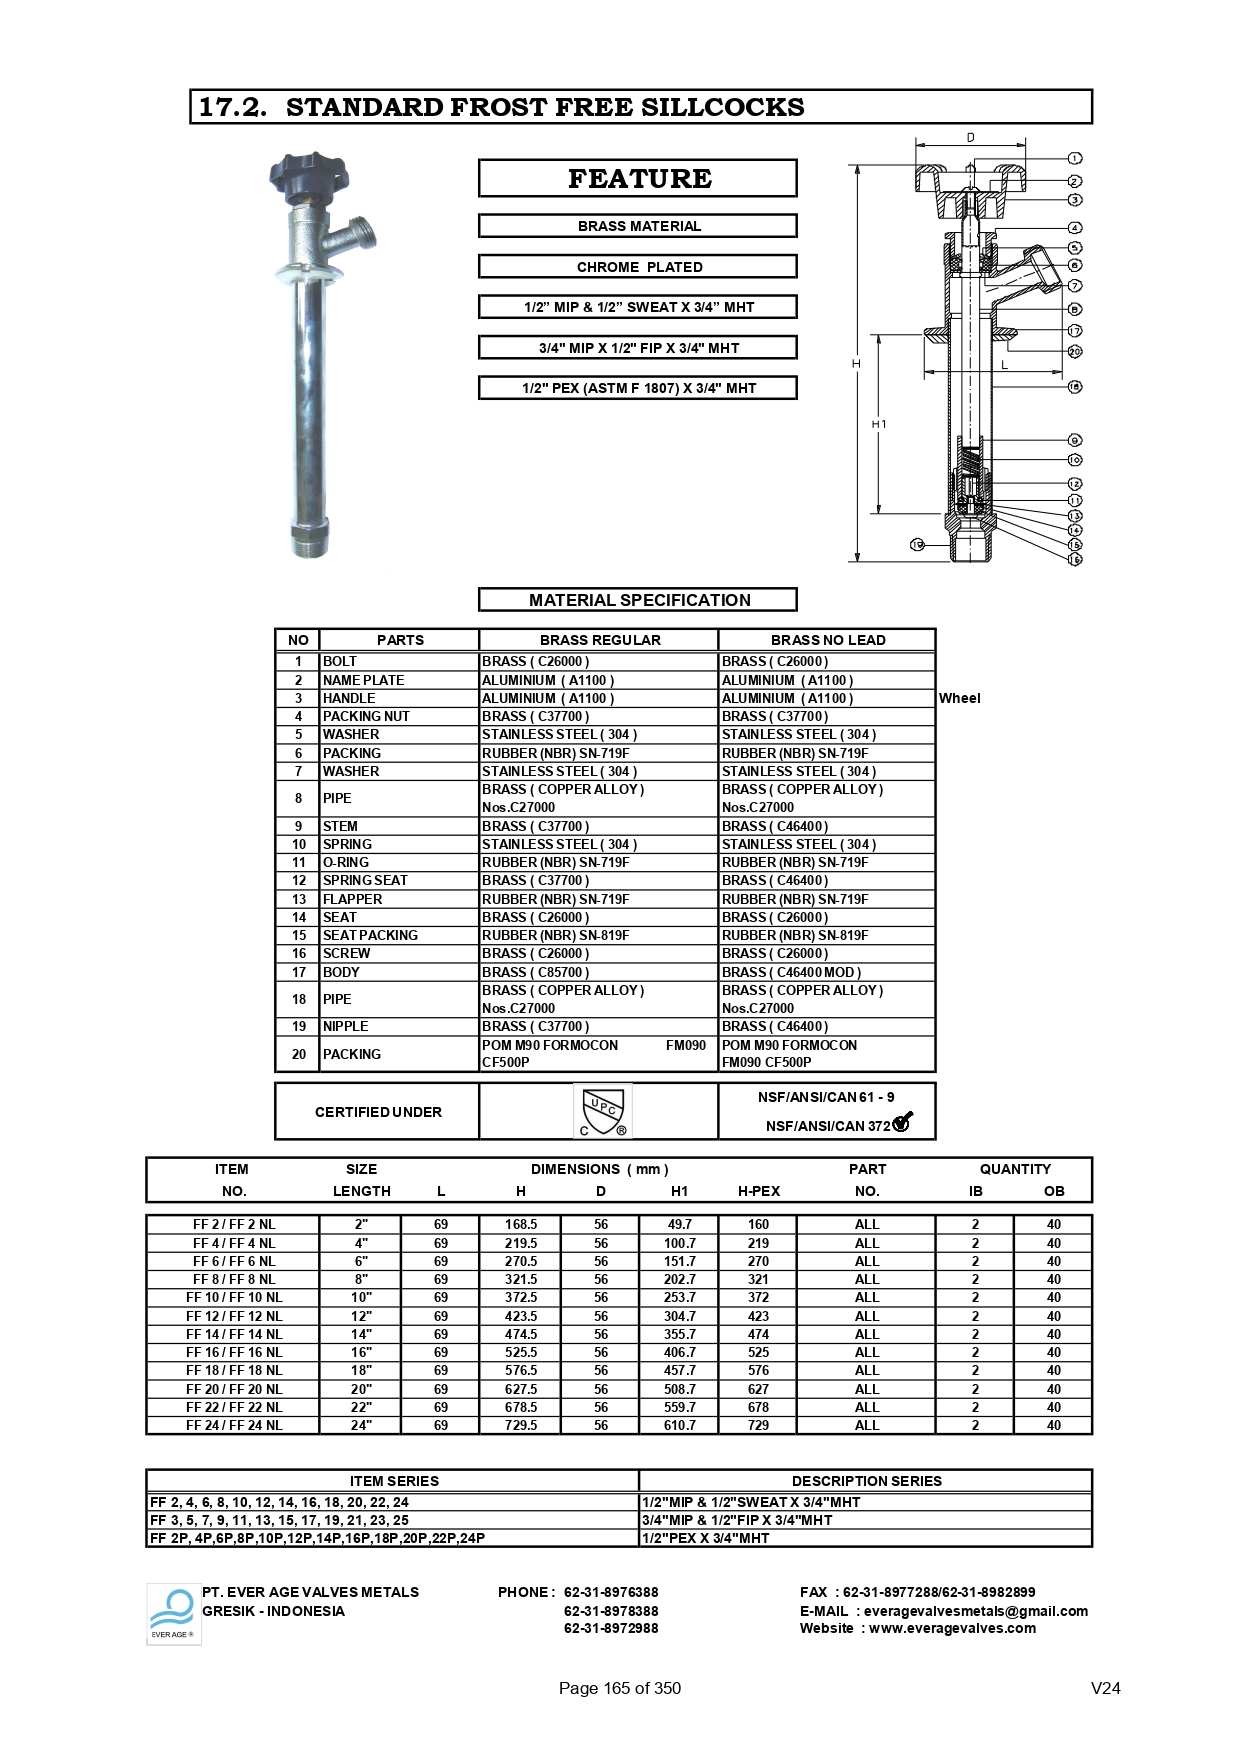 17.2. STANDARD FROST FREE SILLCOCKS
FEATURE
BRASS MATERIAL
CHROME PLATED
1/2” MIP & 1/2” SWEAT X 3/4” MHT
3/4" MIP X 1/2" FIP X 3/4" MHT
1/2" PEX (ASTM F 1807) X 3/4" MHT
D
H
H1
L
1
2
3
4
5
6
7
8
17
20
18
9
10
12
11
13
14
15
16
19
MATERIAL SPECIFICATION
NO PARTS BRASS REGULAR BRASS NO LEAD
1 BOLT BRASS ( C26000 ) BRASS ( C26000 )
2 NAME PLATE ALUMINIUM ( A1100 ) ALUMINIUM ( A1100 )
3 HANDLE ALUMINIUM ( A1100 ) ALUMINIUM ( A1100 ) Wheel
4 PACKING NUT BRASS ( C37700 ) BRASS ( C37700 )
5 WASHER STAINLESS STEEL ( 304 ) STAINLESS STEEL ( 304 )
6 PACKING RUBBER (NBR) SN-719F RUBBER (NBR) SN-719F
7 WASHER STAINLESS STEEL ( 304 ) STAINLESS STEEL ( 304 )
8 PIPE BRASS ( COPPER ALLOY ) Nos.C27000 BRASS ( COPPER ALLOY ) Nos.C27000
9 STEM BRASS ( C37700 ) BRASS ( C46400 )
10 SPRING STAINLESS STEEL ( 304 ) STAINLESS STEEL ( 304 )
11 O-RING RUBBER (NBR) SN-719F RUBBER (NBR) SN-719F
12 SPRING SEAT BRASS ( C37700 ) BRASS ( C46400 )
13 FLAPPER RUBBER (NBR) SN-719F RUBBER (NBR) SN-719F
14 SEAT BRASS ( C26000 ) BRASS ( C26000 )
15 SEAT PACKING RUBBER (NBR) SN-819F RUBBER (NBR) SN-819F
16 SCREW BRASS ( C26000 ) BRASS ( C26000 )
17 BODY BRASS ( C85700 ) BRASS ( C46400 MOD )
18 PIPE BRASS ( COPPER ALLOY ) Nos.C27000 BRASS ( COPPER ALLOY ) Nos.C27000
19 NIPPLE BRASS ( C37700 ) BRASS ( C46400 )
20 PACKING POM M90 FORMOCON FM090 CF500P POM M90 FORMOCON FM090 CF500P
CERTIFIED UNDER
UPC
C ®
NSF/ANSI/CAN 61 - 9
NSF/ANSI/CAN 372
ITEM SIZE DIMENSIONS ( mm ) PART QUANTITY
NO. LENGTH L H D H1 H-PEX NO. IB OB
FF 2 / FF 2 NL 2" 69 168.5 56 49.7 160 ALL 2 40
FF 4 / FF 4 NL 4" 69 219.5 56 100.7 219 ALL 2 40
FF 6 / FF 6 NL 6" 69 270.5 56 151.7 270 ALL 2 40
FF 8 / FF 8 NL 8" 69 321.5 56 202.7 321 ALL 2 40
FF 10 / FF 10 NL 10" 69 372.5 56 253.7 372 ALL 2 40
FF 12 / FF 12 NL 12" 69 423.5 56 304.7 423 ALL 2 40
FF 14 / FF 14 NL 14" 69 474.5 56 355.7 474 ALL 2 40
FF 16 / FF 16 NL 16" 69 525.5 56 406.7 525 ALL 2 40
FF 18 / FF 18 NL 18" 69 576.5 56 457.7 576 ALL 2 40
FF 20 / FF 20 NL 20" 69 627.5 56 508.7 627 ALL 2 40
FF 22 / FF 22 NL 22" 69 678.5 56 559.7 678 ALL 2 40
FF 24 / FF 24 NL 24" 69 729.5 56 610.7 729 ALL 2 40
ITEM SERIES DESCRIPTION SERIES
FF 2, 4, 6, 8, 10, 12, 14, 16, 18, 20, 22, 24 1/2"MIP & 1/2"SWEAT X 3/4"MHT
FF 3, 5, 7, 9, 11, 13, 15, 17, 19, 21, 23, 25 3/4"MIP & 1/2"FIP X 3/4"MHT
FF 2P, 4P,6P,8P,10P,12P,14P,16P,18P,20P,22P,24P 1/2"PEX X 3/4"MHT
EVER AGE ®
PT. EVER AGE VALVES METALS PHONE : 62-31-8976388 FAX : 62-31-8977288/62-31-8982899
GRESIK - INDONESIA 62-31-8978388 E-MAIL : everagevalvesmetals@gmail.com
62-31-8972988 Website : www.everagevalves.com
Page 165 of 350 V24